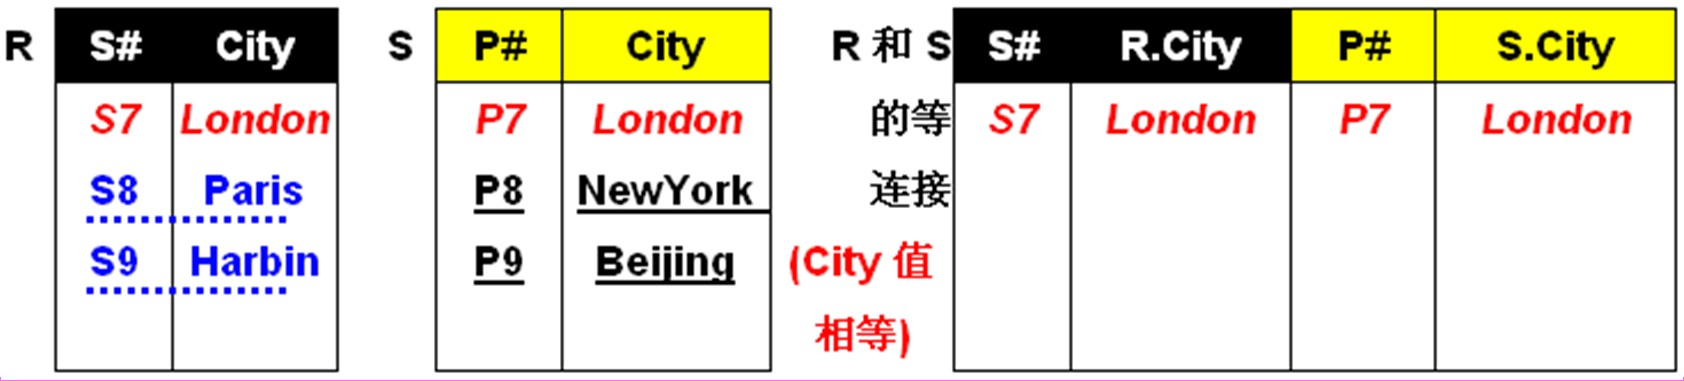 R S# City S P# City R 和 S S# R.City P# S.City
S7 London P7 London 的等 S7 London P7 London
S8 Paris P8 NewYork 连接
S9 Harbin P9 Beijing (City 值
相等)